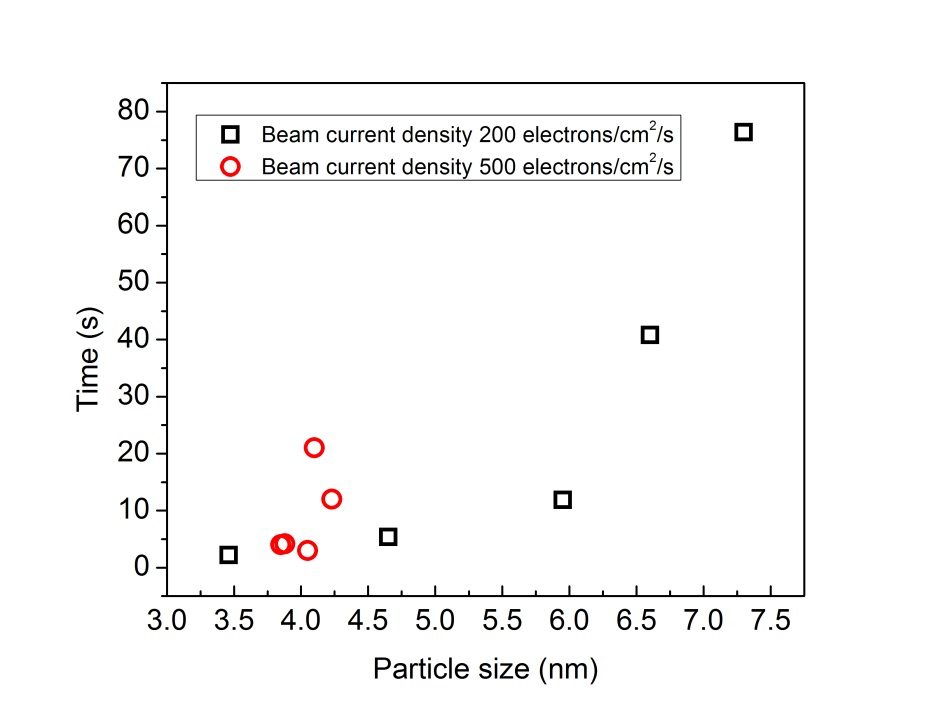 80
70
60
50
40
30
20
10
0
Time (s)
Beam current density 200 electrons/cm²/s
Beam current density 500 electrons/cm²/s
3.0 3.5 4.0 4.5 5.0 5.5 6.0 6.5 7.0 7.5
Particle size (nm)